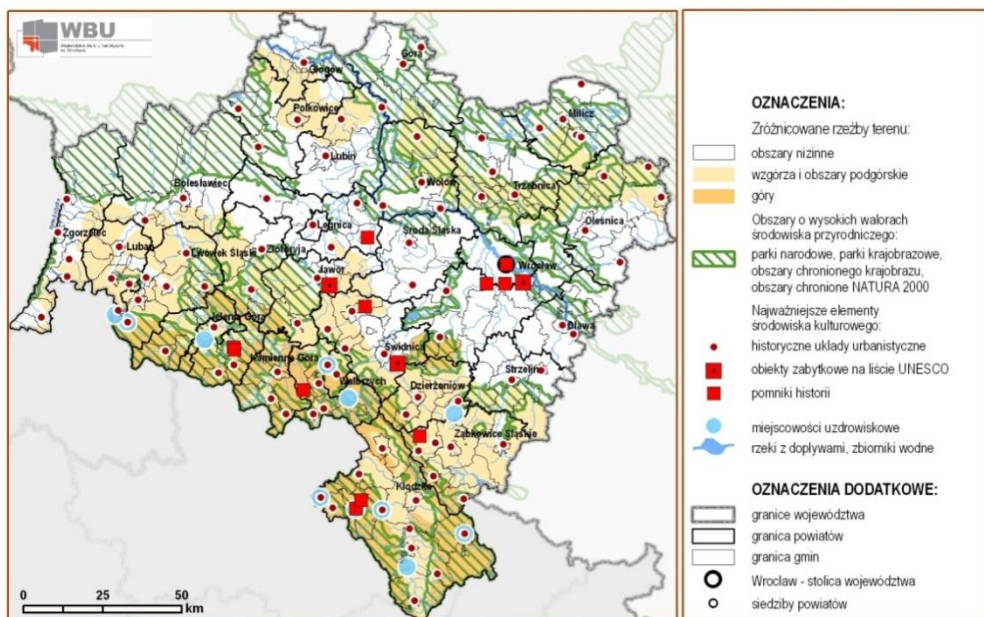 WBU
Głogów
Góra
Polkowice
Milicz
Lubin
Wołów
Trzebnica
Bolesławiec
Oleśnica
Zgorzelec
Legnica
Środa Śląska
Lubań
Lwówek Śląski
Złotoryja
Wrocław
Jawor
Jelenia Góra
Oława
Kamienna Góra
Świdnica
Strzelin
Wałbrzych
Dzierżoniów
Ząbkowice Śląskie
Kłodzko
0 25 50
km
OZNACZENIA:
Zróżnicowane rzeźby terenu:
obszary nizinne
wzgórza i obszary podgórskie
góry
Obszary o wysokich walorach
środowiska przyrodniczego:
parki narodowe, parki krajobrazowe,
obszary chronionego krajobrazu,
obszary chronione NATURA 2000
Najważniejsze elementy
środowiska kulturowego:
historyczne układy urbanistyczne
obiekty zabytkowe na liście UNESCO
pomniki historii
miejscowości uzdrowiskowe
rzeki z dopływami, zbiorniki wodne
OZNACZENIA DODATKOWE:
granice województwa
granica powiatów
granica gmin
Wrocław - stolica województwa
siedziby powiatów